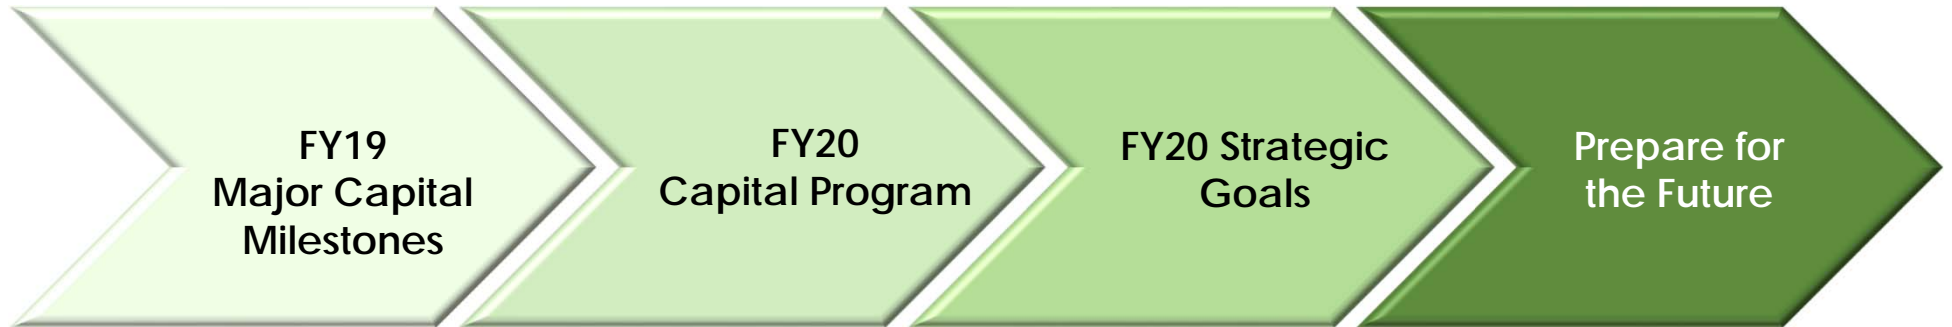 FY19
Major Capital
Milestones
FY20
Capital Program
FY20 Strategic
Goals
Prepare for
the Future